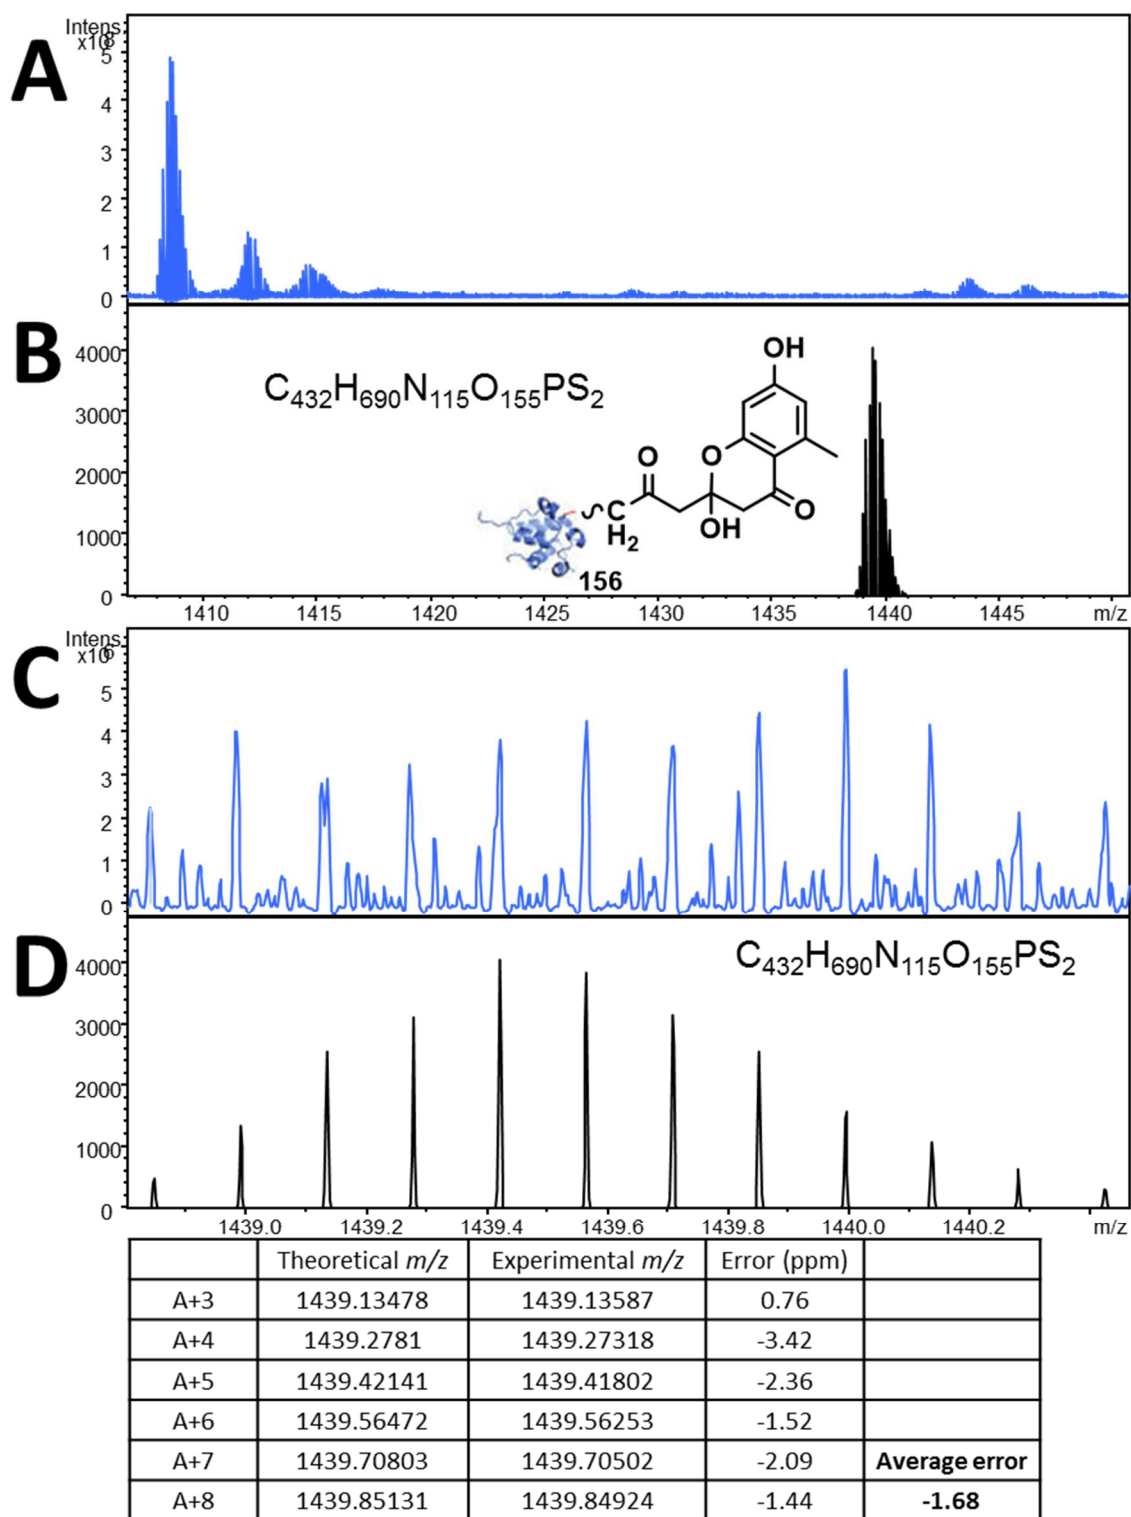 A
Intens.
x10
5
4
3
2
1
0
B
4000
3000
2000
1000
0
C432H690N115O155PS2
OH
O
O
O
C
H2
OH
156
1410 1415 1420 1425 1430 1435 1440 1445 m/z
C
Intens.
x10
5
4
3
2
1
0
D
4000
3000
2000
1000
0
C432H690N115O155PS2
1439.0 1439.2 1439.4 1439.6 1439.8 1440.0 1440.2 m/z
Theoretical m/z Experimental m/z Error (ppm)
A+3 1439.13478 1439.13587 0.76
A+4 1439.2781 1439.27318 -3.42
A+5 1439.42141 1439.41802 -2.36
A+6 1439.56472 1439.56253 -1.52
A+7 1439.70803 1439.70502 -2.09 Average error
A+8 1439.85131 1439.84924 -1.44 -1.68